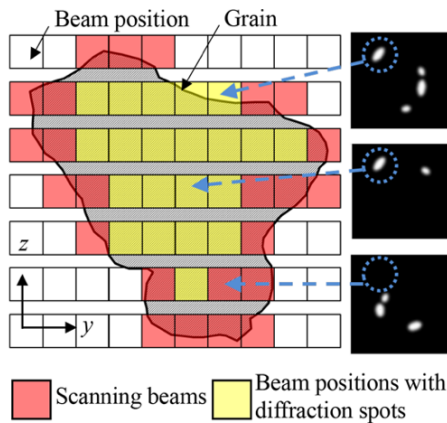 Beam position
Grain
z
y
Scanning beams
Beam positions with
diffraction spots